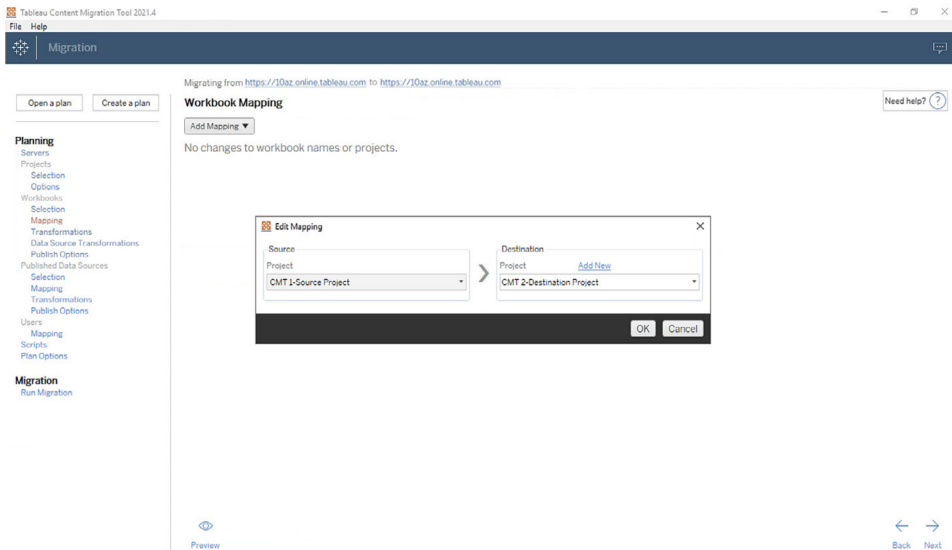 Tableau Content Migration Tool 2021.4
File Help
Migration
Migrating from https://10az.online.tableau.com to https://10az.online.tableau.com
Open a plan Create a plan
Workbook Mapping
Need help? ?
Add Mapping ▼
No changes to workbook names or projects.
Planning
Servers
Projects
Selection
Options
Workbooks
Selection
Mapping
Transformations
Data Source Transformations
Publish Options
Published Data Sources
Selection
Mapping
Transformations
Publish Options
Users
Mapping
Scripts
Plan Options
Migration
Run Migration
Edit Mapping
Source
Project
CMT 1-Source Project
Destination
Project Add New
CMT 2-Destination Project
OK Cancel
Preview
Back Next